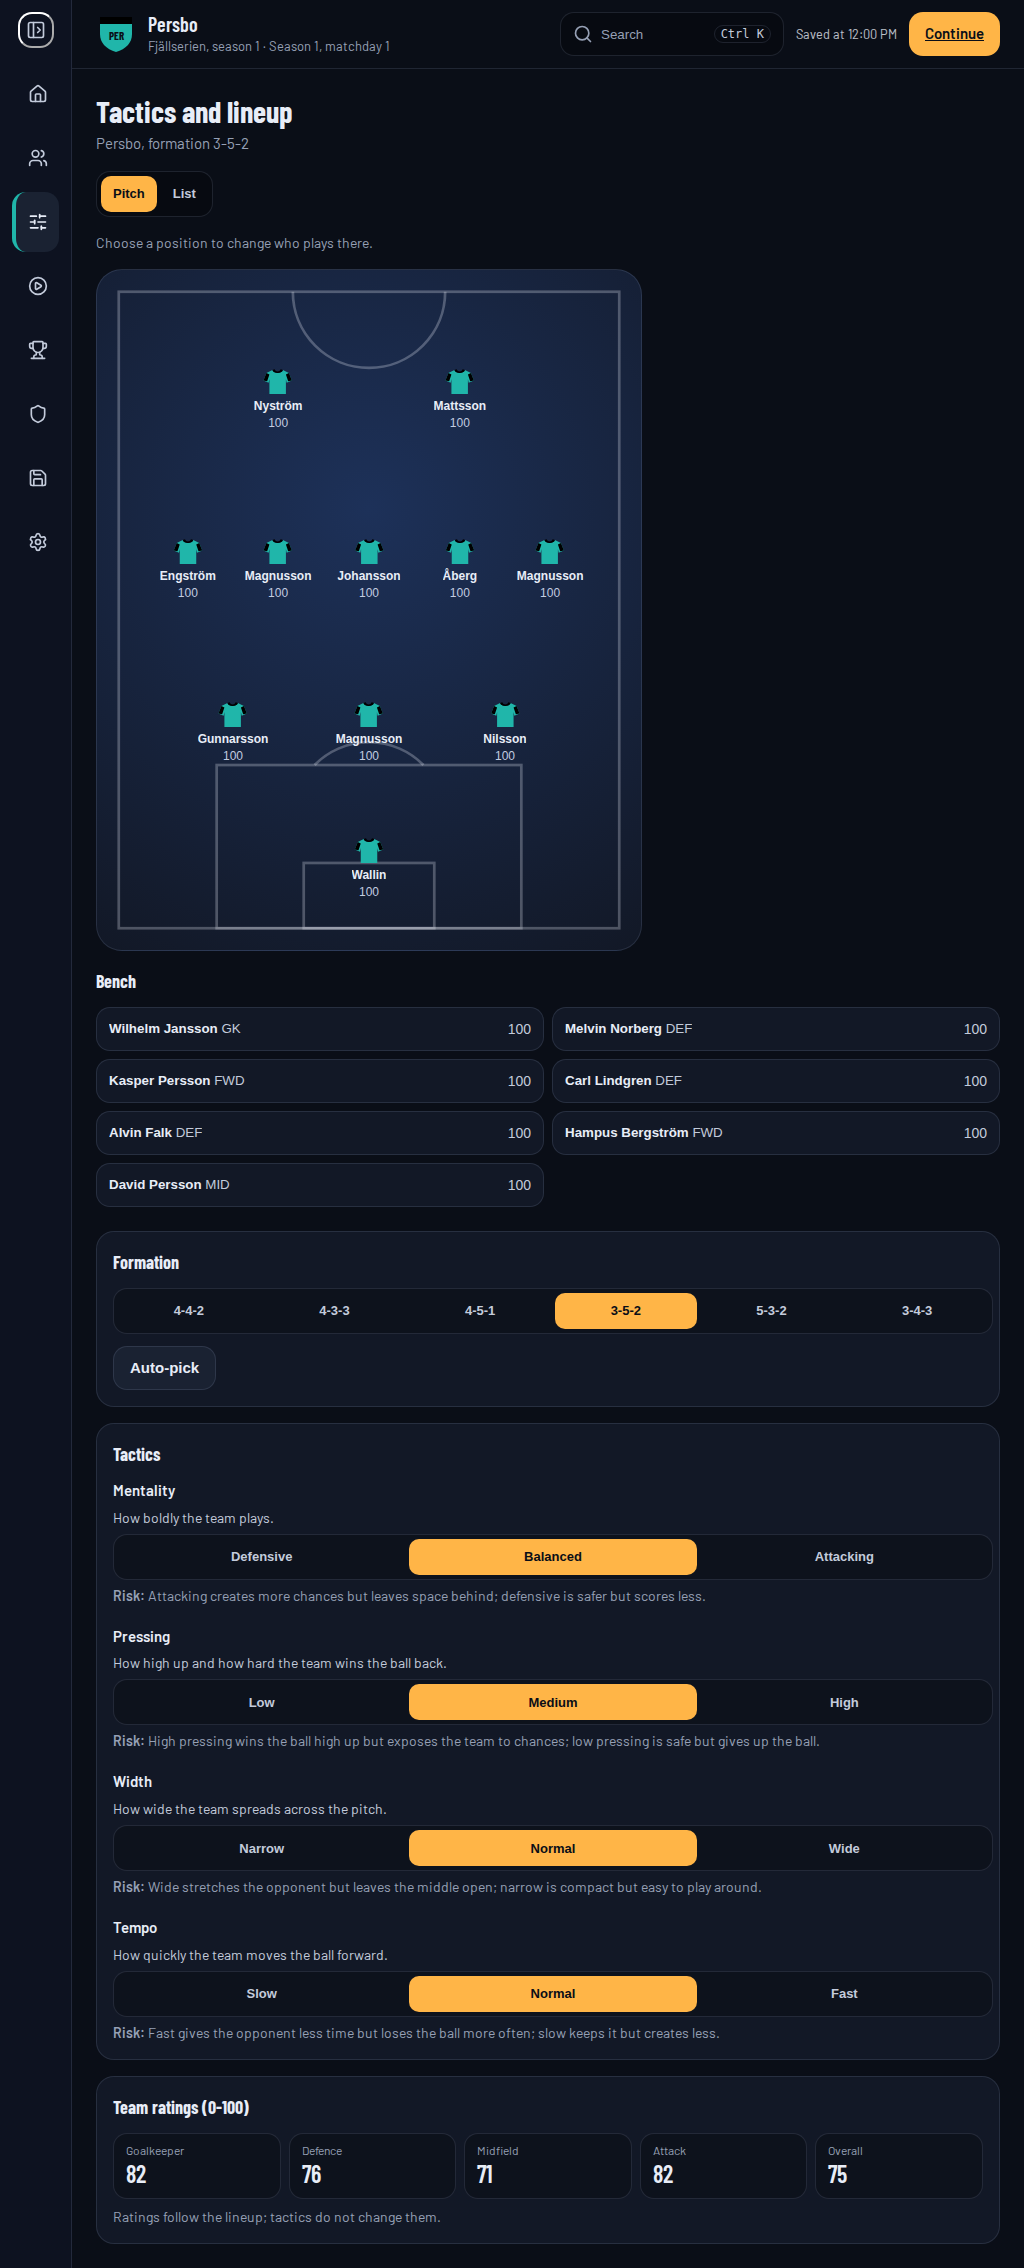 PER
Persbo
Fjällserien, season 1 · Season 1, matchday 1
Search
Ctrl K
Saved at 12:00 PM
Continue
Tactics and lineup
Persbo, formation 3-5-2
Pitch List
Choose a position to change who plays there.
Nyström Mattsson
100 100
Engström Magnusson Johansson Åberg Magnusson
100 100 100 100 100
Gunnarsson Magnusson Nilsson
100 100 100
Wallin
100
Bench
Wilhelm Jansson GK 100 Melvin Norberg DEF 100
Kasper Persson FWD 100 Carl Lindgren DEF 100
Alvin Falk DEF 100 Hampus Bergström FWD 100
David Persson MID 100
Formation
4-4-2 4-3-3 4-5-1 3-5-2 5-3-2 3-4-3
Auto-pick
Tactics
Mentality
How boldly the team plays.
Defensive Balanced Attacking
Risk: Attacking creates more chances but leaves space behind; defensive is safer but scores less.
Pressing
How high up and how hard the team wins the ball back.
Low Medium High
Risk: High pressing wins the ball high up but exposes the team to chances; low pressing is safe but gives up the ball.
Width
How wide the team spreads across the pitch.
Narrow Normal Wide
Risk: Wide stretches the opponent but leaves the middle open; narrow is compact but easy to play around.
Tempo
How quickly the team moves the ball forward.
Slow Normal Fast
Risk: Fast gives the opponent less time but loses the ball more often; slow keeps it but creates less.
Team ratings (0-100)
Goalkeeper Defence Midfield Attack Overall
82 76 71 82 75
Ratings follow the lineup; tactics do not change them.